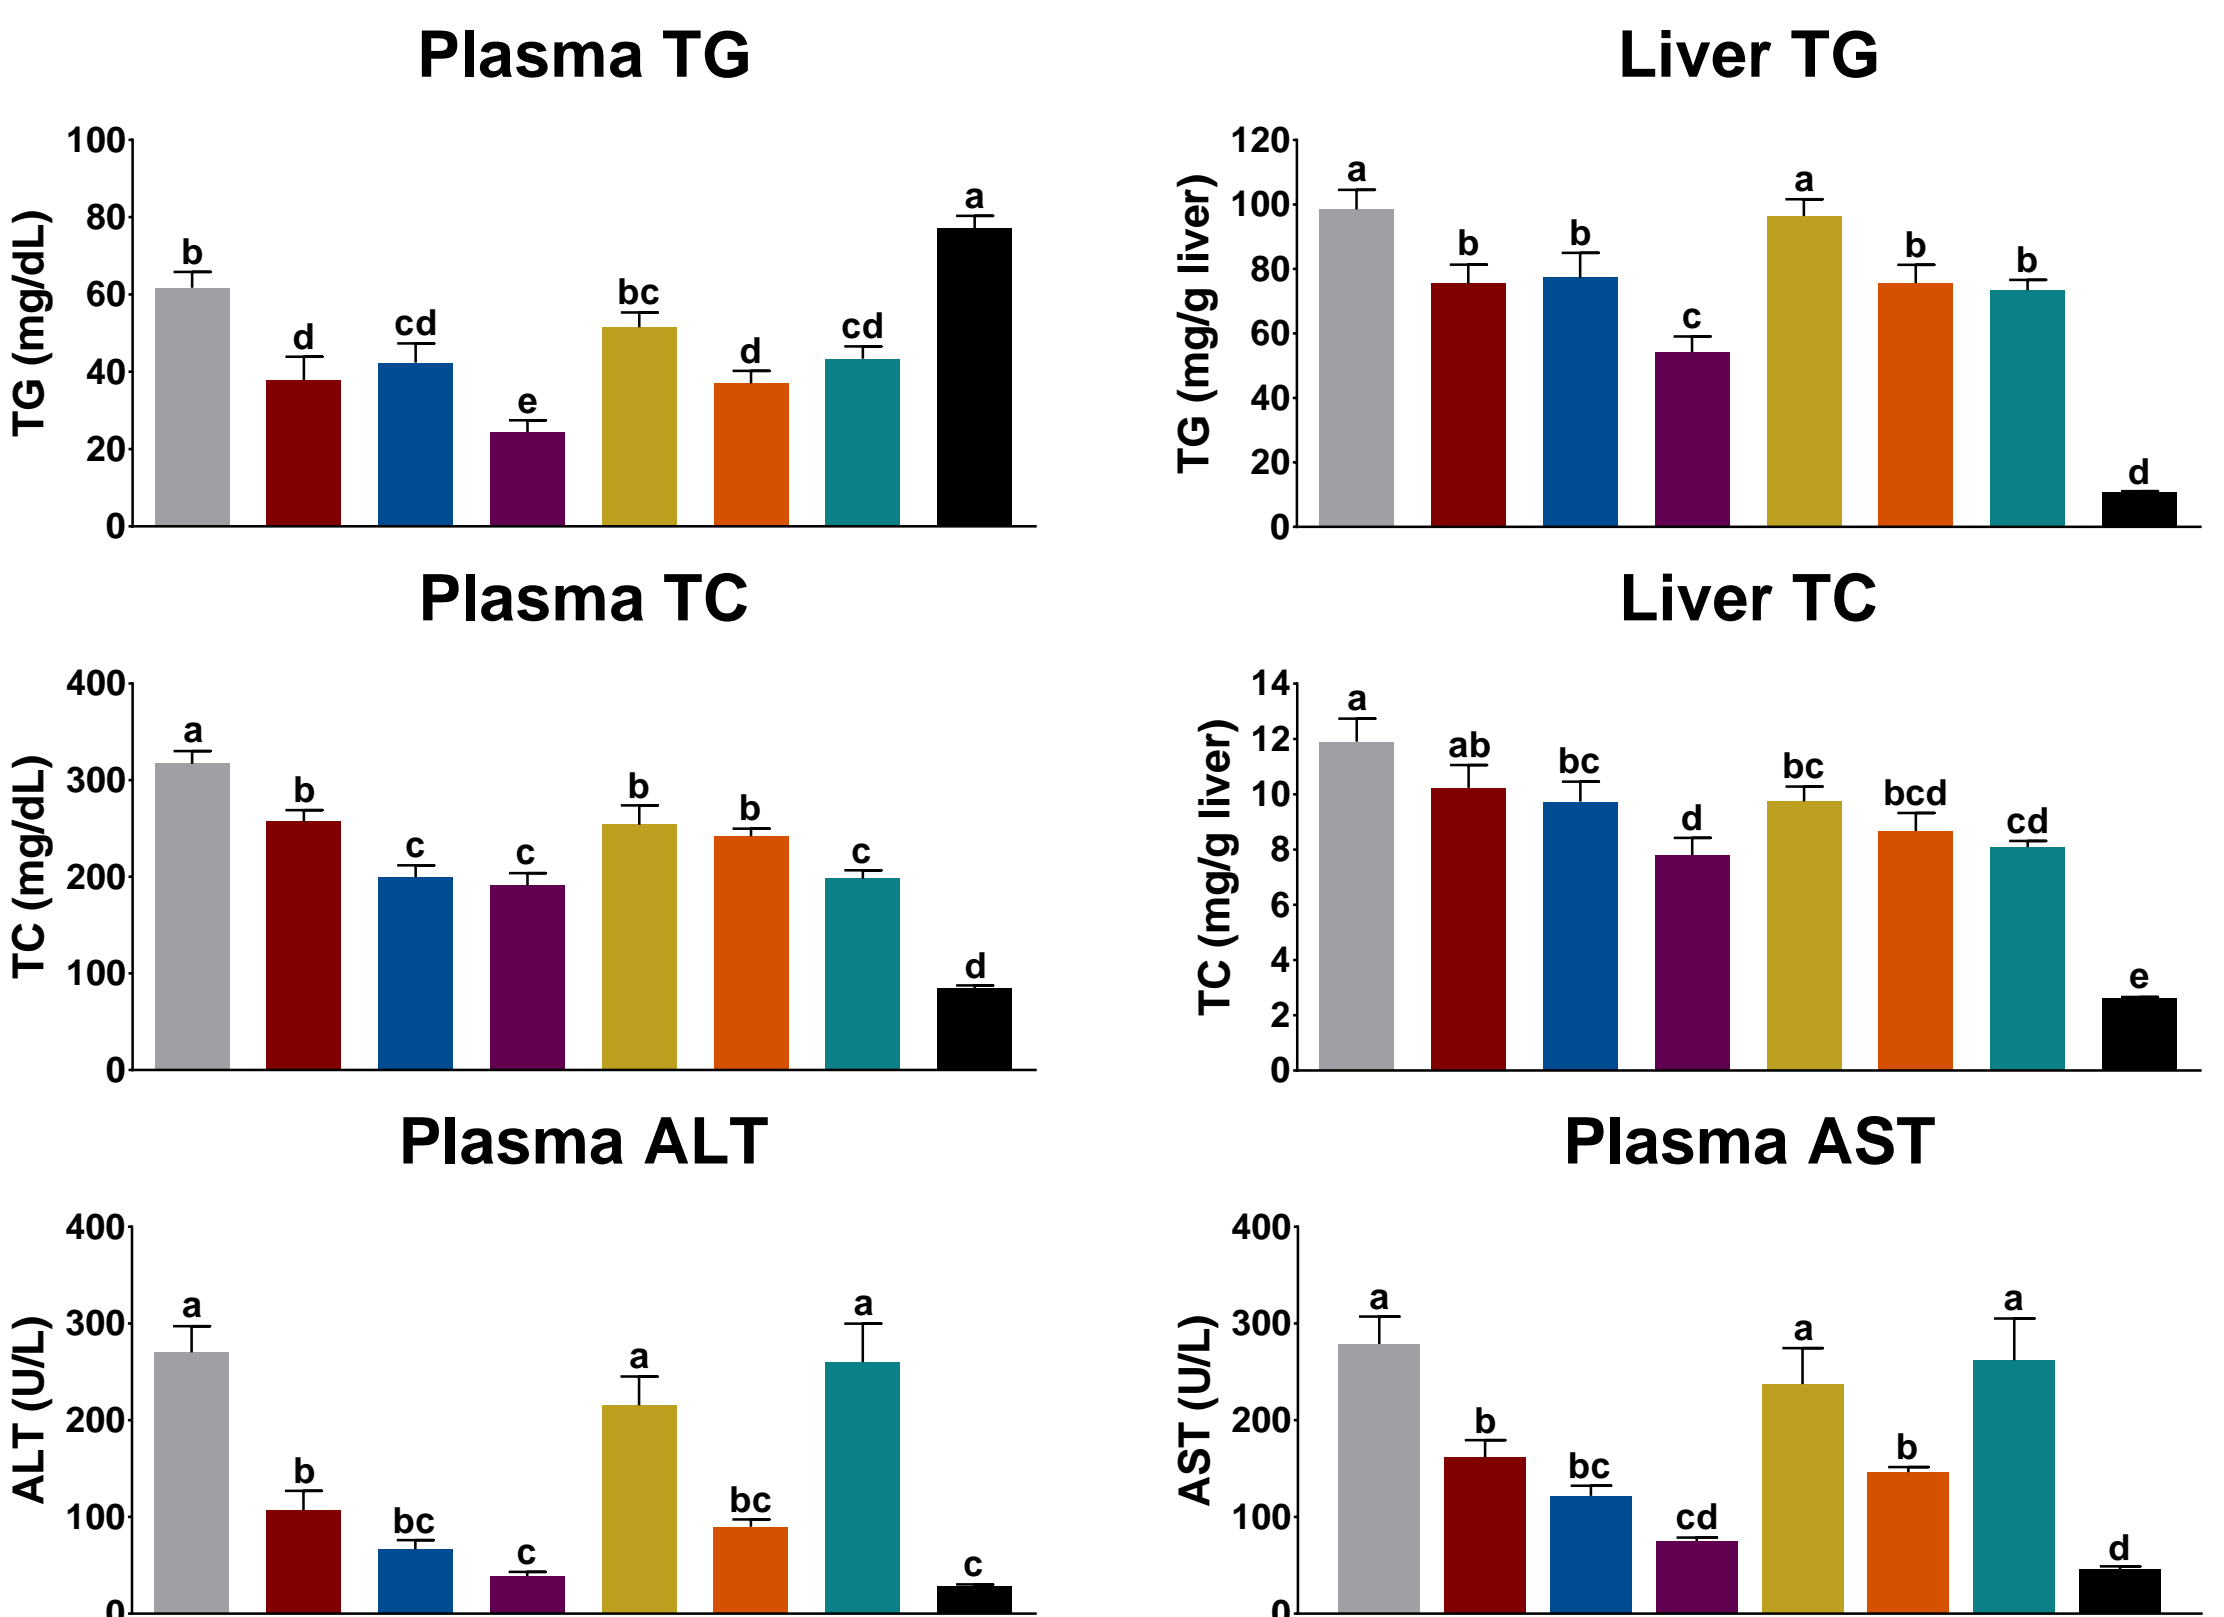 Plasma TG
Liver TG
TG (mg/dL)
100
80
60
40
20
0
b
d
cd
e
bc
d
cd
a
TG (mg/g liver)
120
100
80
60
40
20
0
a
b
b
c
a
b
b
d
Plasma TC
Liver TC
TC (mg/dL)
400
300
200
100
0
a
b
c
c
b
b
c
d
TC (mg/g liver)
14
12
10
8
6
4
2
0
a
ab
bc
d
bc
bcd
cd
e
Plasma ALT
Plasma AST
ALT (U/L)
400
300
200
100
0
a
b
bc
c
a
bc
a
c
AST (U/L)
400
300
200
100
0
a
b
bc
cd
a
b
a
d